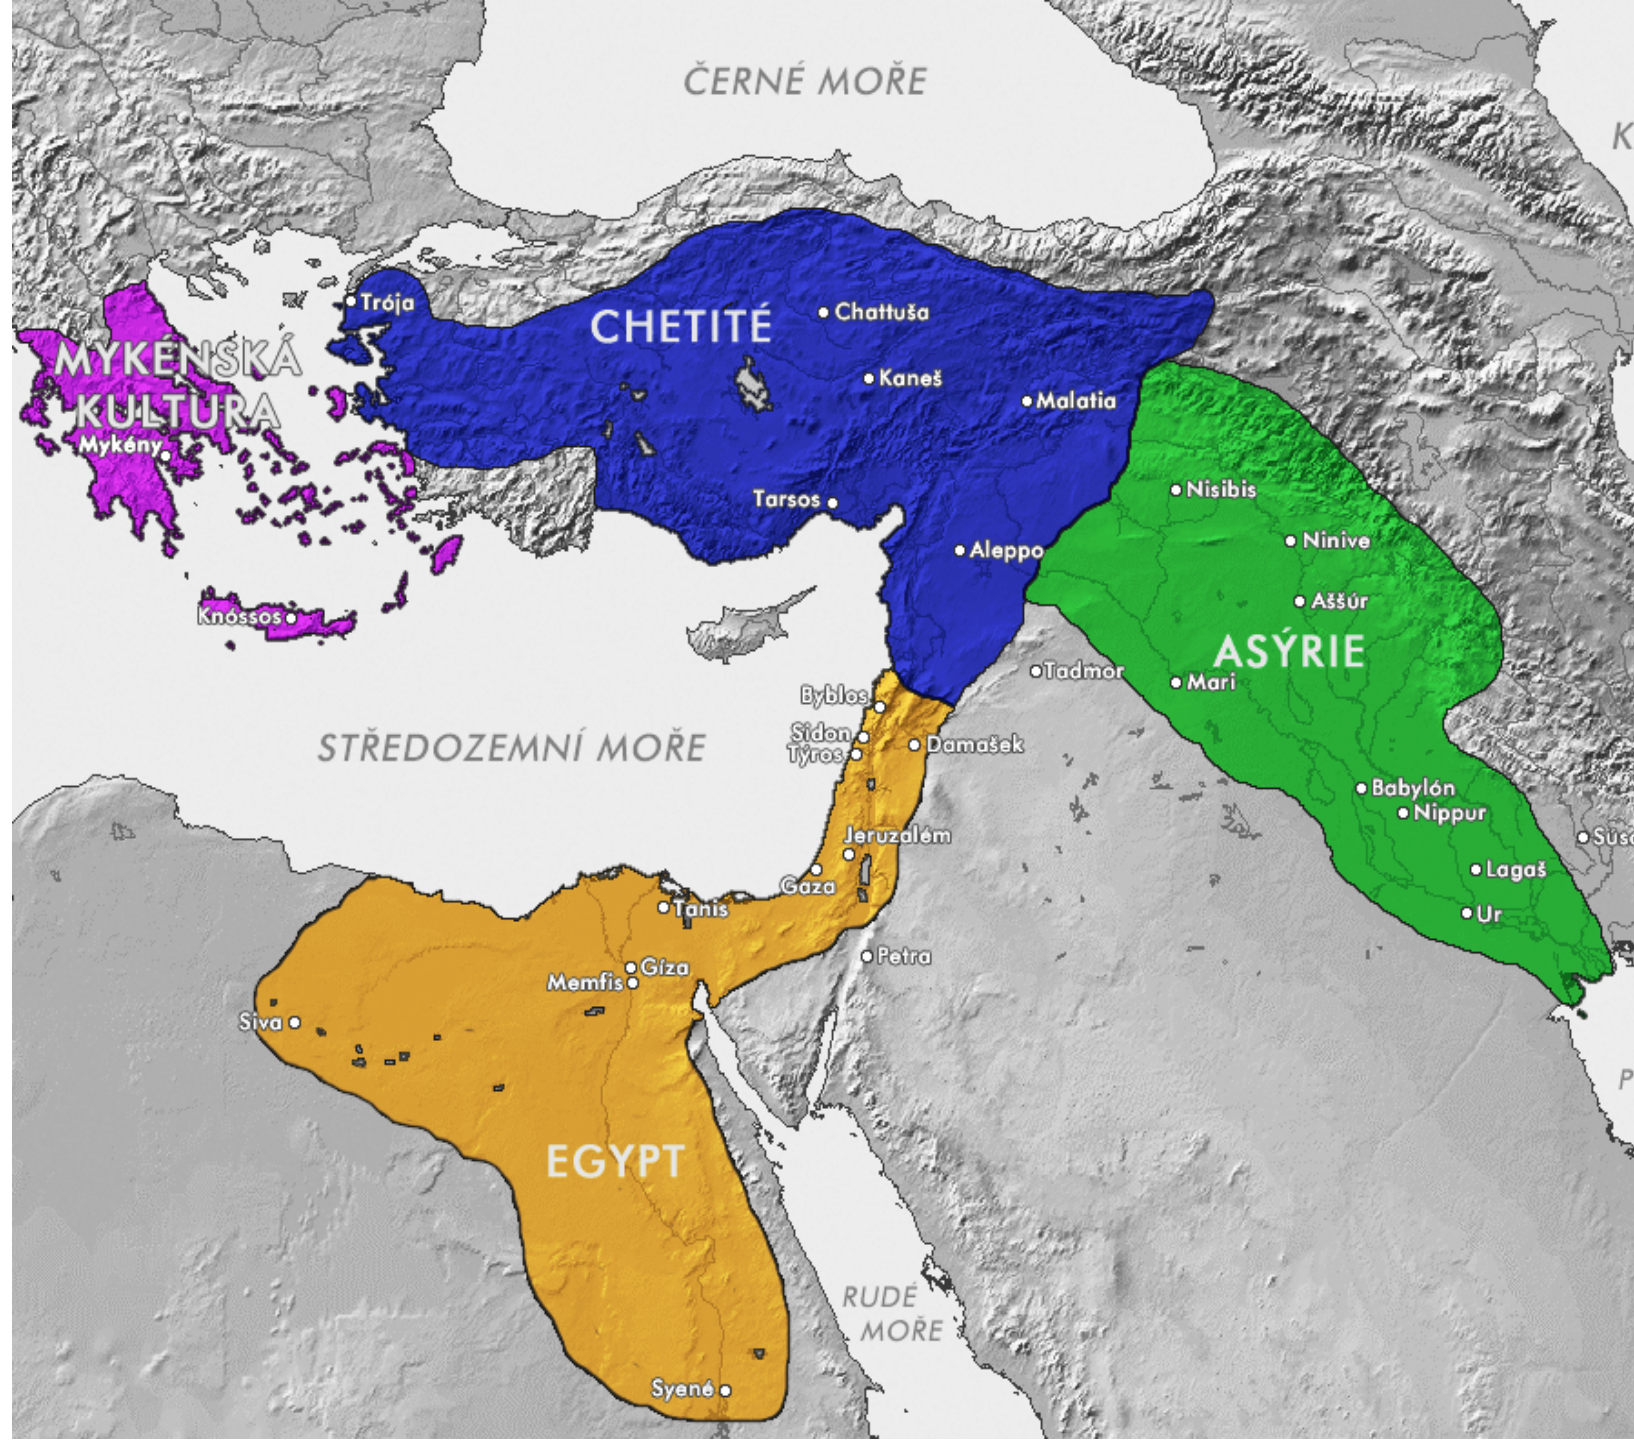 ČERNÉ MOŘE
K
Trója
CHETITÉ
Chattuša
MYKÉNSKÁ
KULTURA
Kaneš
Malatia
Mykény
Tarsos
Nisibis
Aleppo
Ninive
Aššúr
Knóssos
ASÝRIE
Tadmor
Mari
Byblos
Sidon
Týros
Damašek
STŘEDOZEMNÍ MOŘE
Babylón
Nippur
Jeruzalém
Lagaš
Gaza
Tanis
Ur
Petra
Gíza
Memfis
Siva
P
EGYPT
RUDÉ
MOŘE
Syené